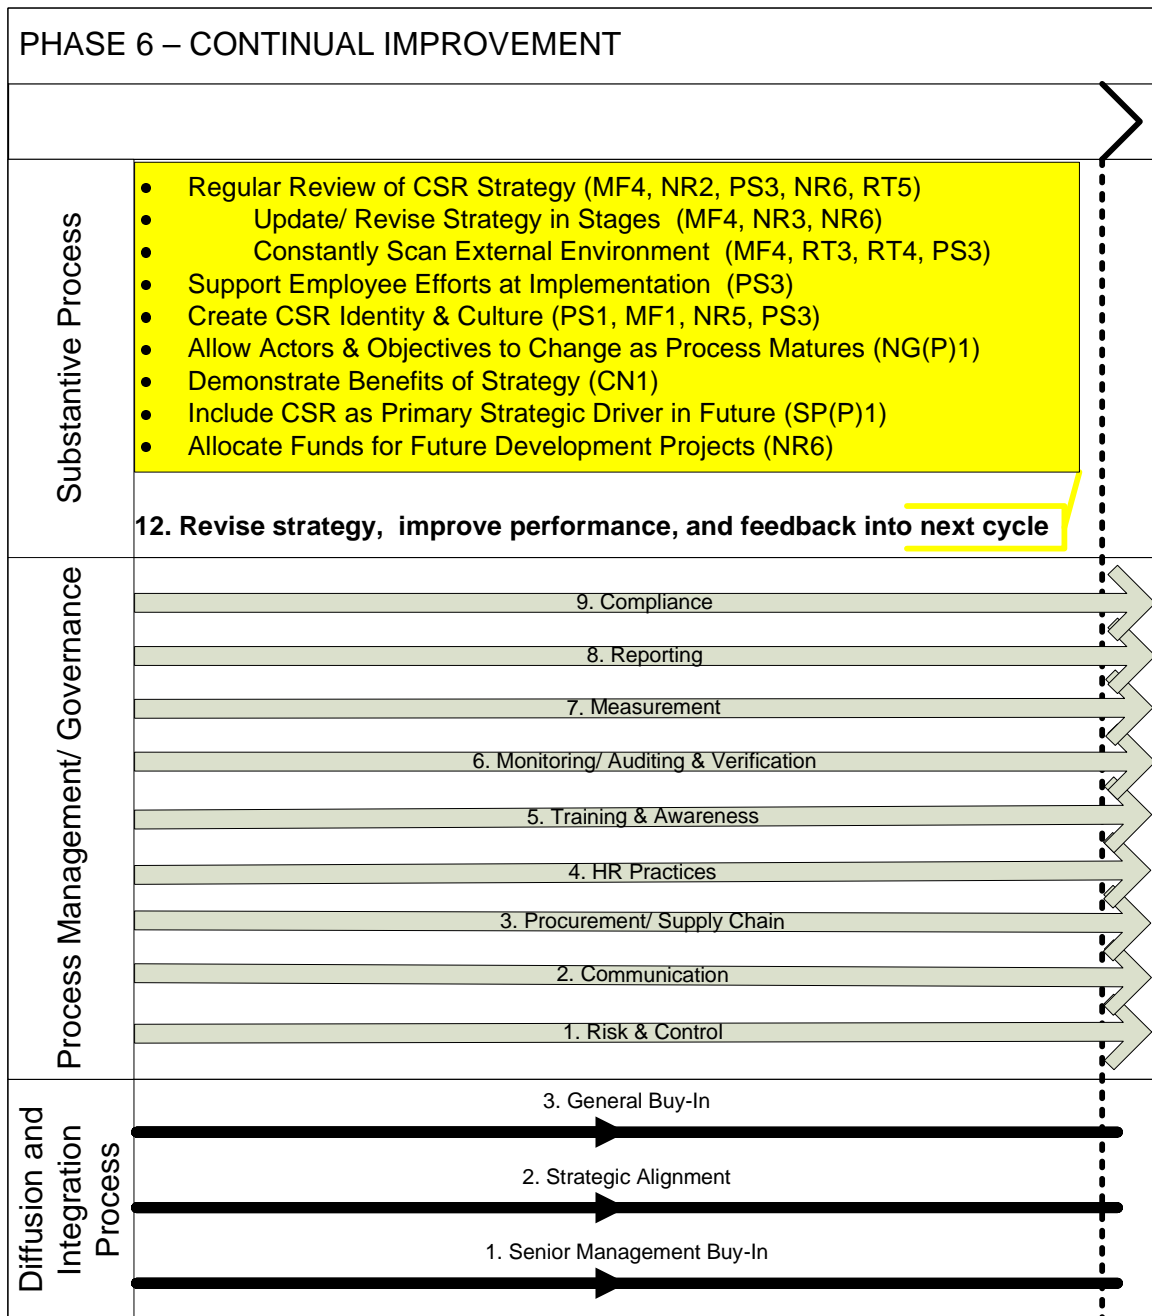 PHASE 6 – CONTINUAL IMPROVEMENT
Substantive Process
• Regular Review of CSR Strategy (MF4, NR2, PS3, NR6, RT5)
• Update/ Revise Strategy in Stages (MF4, NR3, NR6)
• Constantly Scan External Environment (MF4, RT3, RT4, PS3)
• Support Employee Efforts at Implementation (PS3)
• Create CSR Identity & Culture (PS1, MF1, NR5, PS3)
• Allow Actors & Objectives to Change as Process Matures (NG(P)1)
• Demonstrate Benefits of Strategy (CN1)
• Include CSR as Primary Strategic Driver in Future (SP(P)1)
• Allocate Funds for Future Development Projects (NR6)
12. Revise strategy, improve performance, and feedback into next cycle
Process Management/ Governance
9. Compliance
8. Reporting
7. Measurement
6. Monitoring/ Auditing & Verification
5. Training & Awareness
4. HR Practices
3. Procurement/ Supply Chain
2. Communication
1. Risk & Control
Diffusion and
Integration
Process
3. General Buy-In
2. Strategic Alignment
1. Senior Management Buy-In